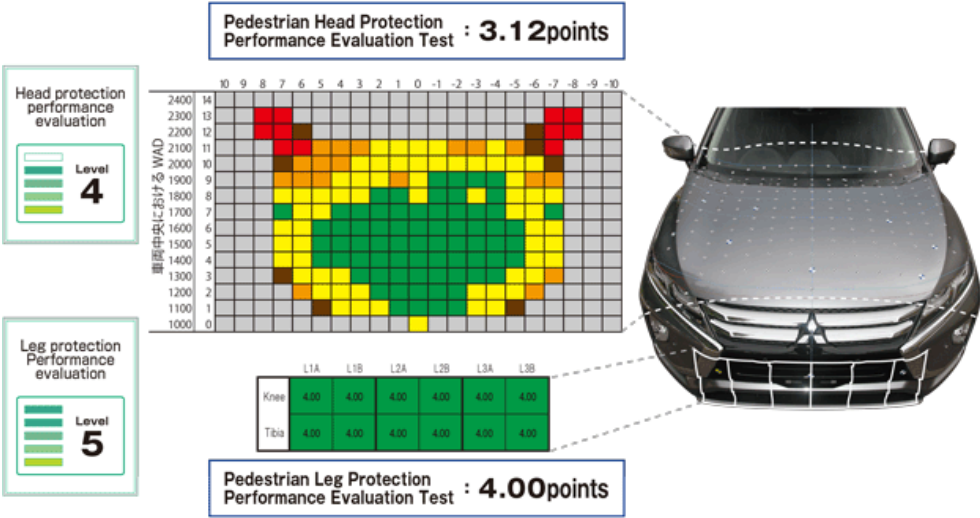 Pedestrian Head Protection
Performance Evaluation Test : 3.12points
Head protection
performance
evaluation
Level
4
10 9 8 7 6 5 4 3 2 1 0 -1 -2 -3 -4 -5 -6 -7 -8 -9 -10
車両中央における WAD
2400 14
2300 13
2200 12
2100 11
2000 10
1900 9
1800 8
1700 7
1600 6
1500 5
1400 4
1300 3
1200 2
1100 1
1000 0
Leg protection
Performance
evaluation
Level
5
L1A L1B L2A L2B L3A L3B
Knee 4.00 4.00 4.00 4.00 4.00 4.00
Tibia 4.00 4.00 4.00 4.00 4.00 4.00
Pedestrian Leg Protection
Performance Evaluation Test : 4.00points